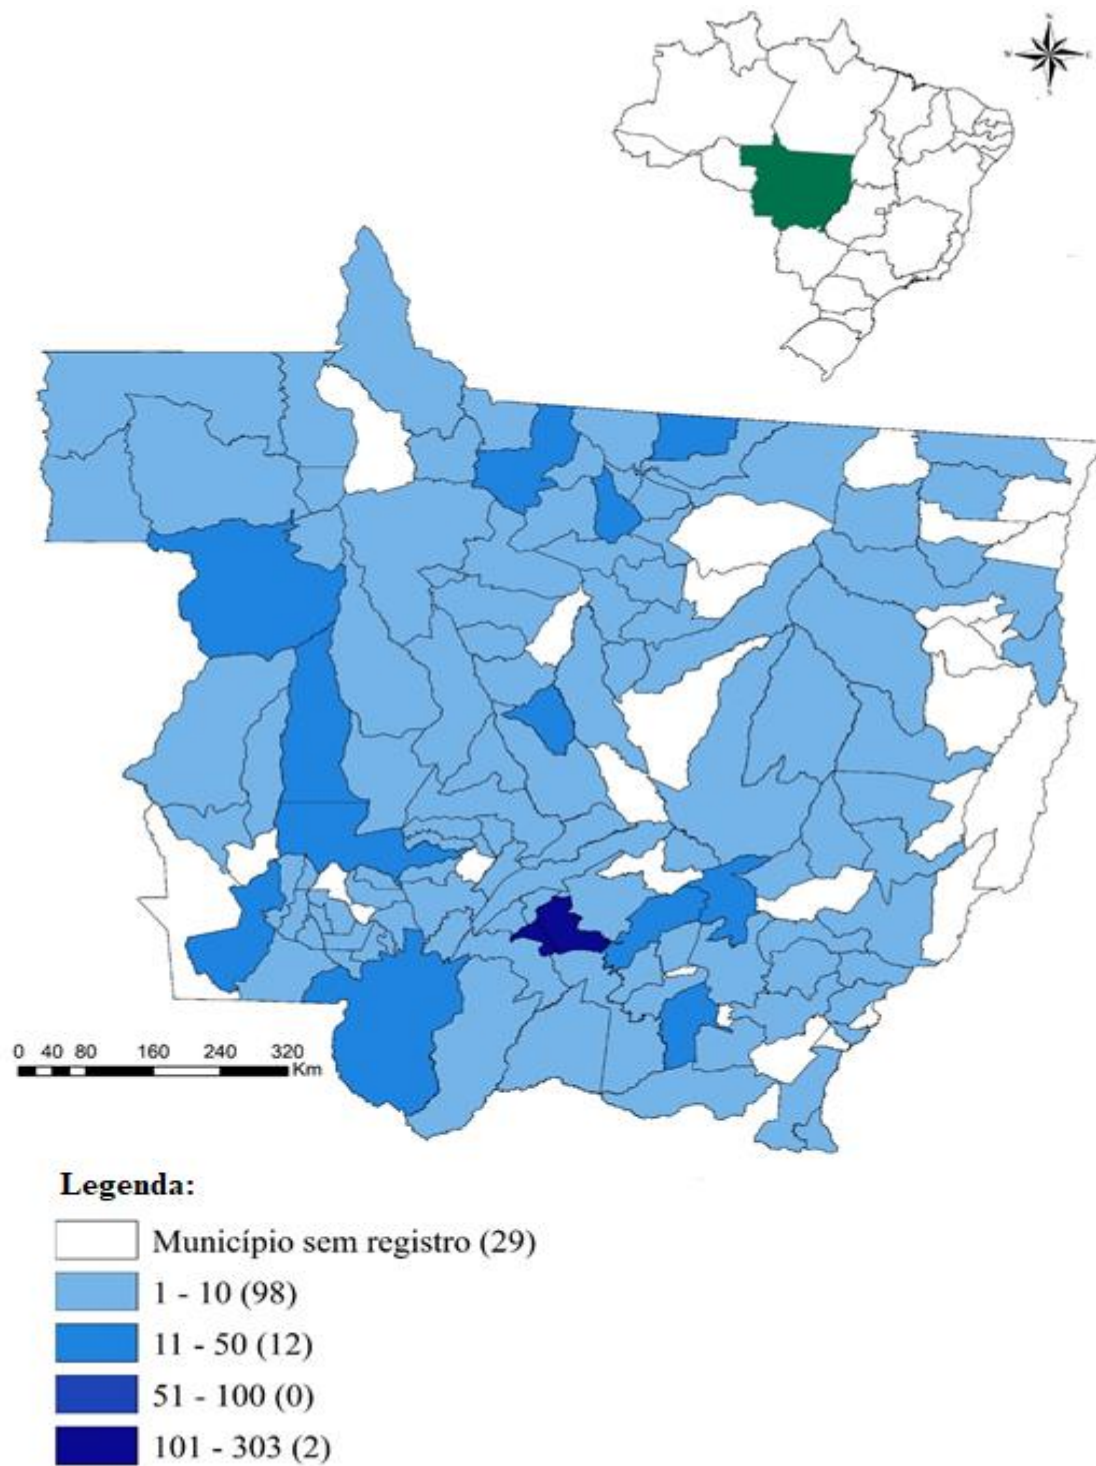 N
W E
S
0 40 80 160 240 320
Km
Legenda:
Município sem registro (29)
1 - 10 (98)
11 - 50 (12)
51 - 100 (0)
101 - 303 (2)